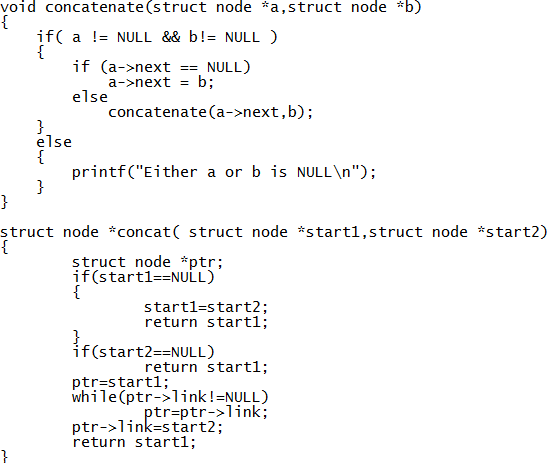 void concatenate(struct node *a,struct node *b)
{
    if( a != NULL && b!= NULL )
    {
        if (a->next == NULL)
            a->next = b;
        else
            concatenate(a->next,b);
    }
    else
    {
        printf("Either a or b is NULL\n");
    }
}

struct node *concat( struct node *start1,struct node *start2)
{
        struct node *ptr;
        if(start1==NULL)
        {
                start1=start2;
                return start1;
        }
        if(start2==NULL)
                return start1;
        ptr=start1;
        while(ptr->link!=NULL)
                ptr=ptr->link;
        ptr->link=start2;
        return start1;
}